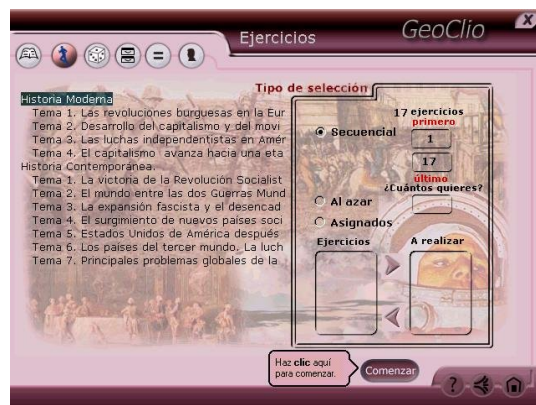 GeoClio
X
Ejercicios
=
Tipo de selección
Historia Moderna
Tema 1. Las revoluciones burguesas en la Eur
Tema 2. Desarrollo del capitalismo y del movi
Tema 3. Las luchas independentistas en Amér
Tema 4. El capitalismo avanza hacia una eta
Historia Contemporánea.
Tema 1. La victoria de la Revolución Socialist
Tema 2. El mundo entre las dos Guerras Mund
Tema 3. La expansión fascista y el desencad
Tema 4. El surgimiento de nuevos países soci
Tema 5. Estados Unidos de América después
Tema 6. Los países del tercer mundo. La luch
Tema 7. Principales problemas globales de la
17 ejercicios
primero
Secuencial
1
17
último
¿Cuántos quieres?
Al azar
Asignados
Ejercicios
A realizar
Haz clic aquí
para comenzar.
Comenzar
?